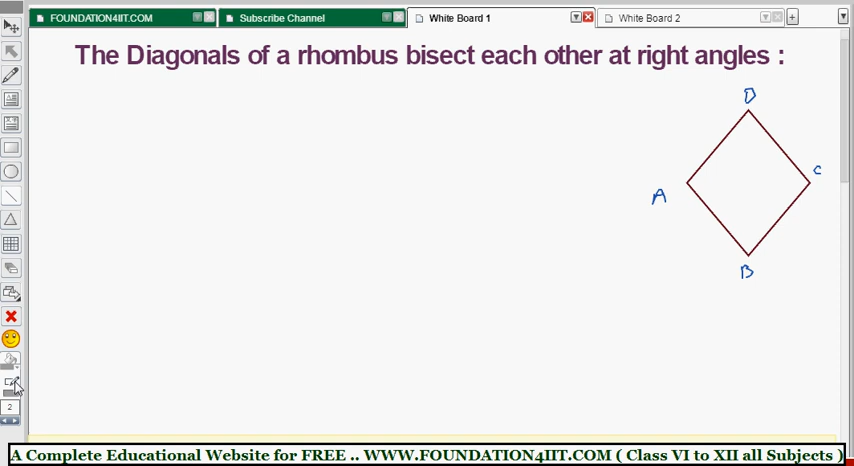 FOUNDATION4IIT.COM
Subscribe Channel
White Board 1
White Board 2
The Diagonals of a rhombus bisect each other at right angles :
D
C
A
B
2
A Complete Educational Website for FREE .. WWW.FOUNDATION4IIT.COM ( Class VI to XII all Subjects )